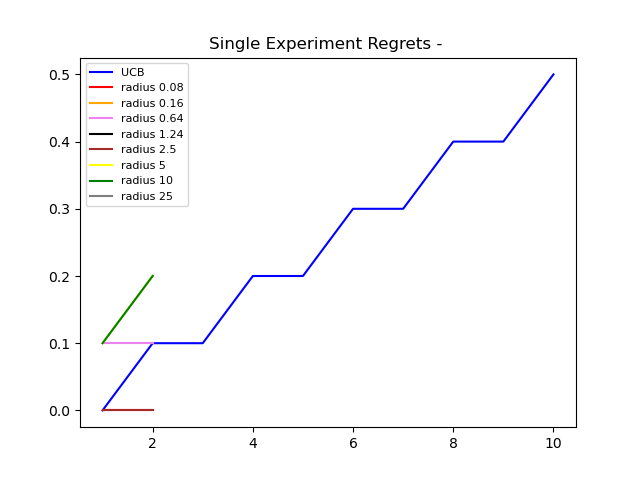 Single Experiment Regrets -
UCB
radius 0.08
radius 0.16
radius 0.64
radius 1.24
radius 2.5
radius 5
radius 10
radius 25
0.5
0.4
0.3
0.2
0.1
0.0
2 4 6 8 10